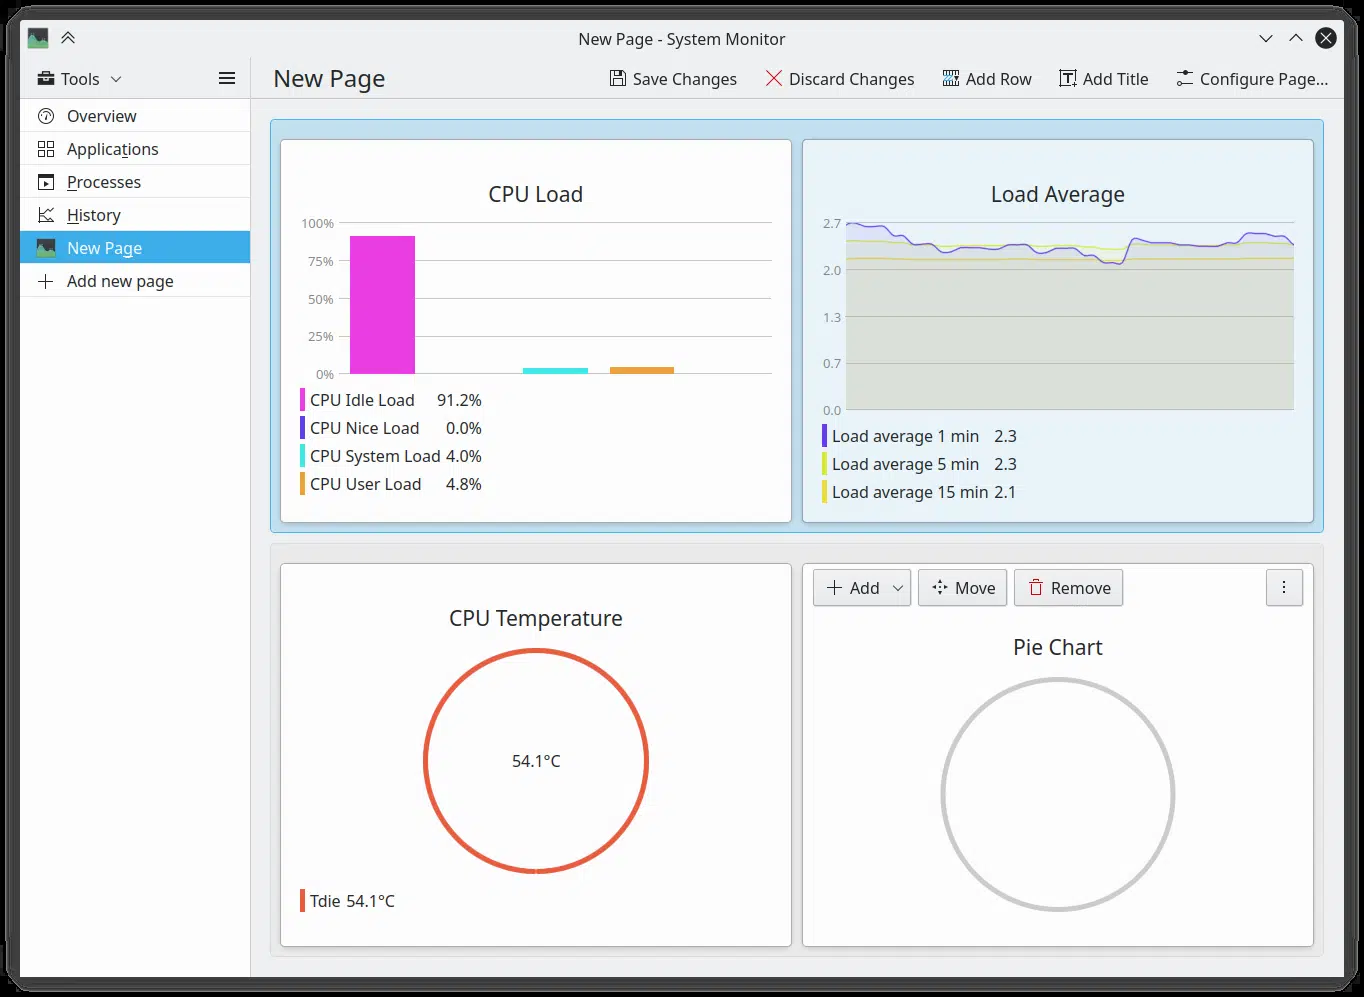 New Page - System Monitor
Tools
New Page
Save Changes
Discard Changes
Add Row
Add Title
Configure Page...
Overview
Applications
Processes
History
New Page
Add new page
CPU Load
100%
75%
50%
25%
0%
CPU Idle Load 91.2%
CPU Nice Load 0.0%
CPU System Load 4.0%
CPU User Load 4.8%
Load Average
2.7
2.0
1.3
0.7
0.0
Load average 1 min 2.3
Load average 5 min 2.3
Load average 15 min 2.1
CPU Temperature
54.1°C
Tdie 54.1°C
Add
Move
Remove
Pie Chart